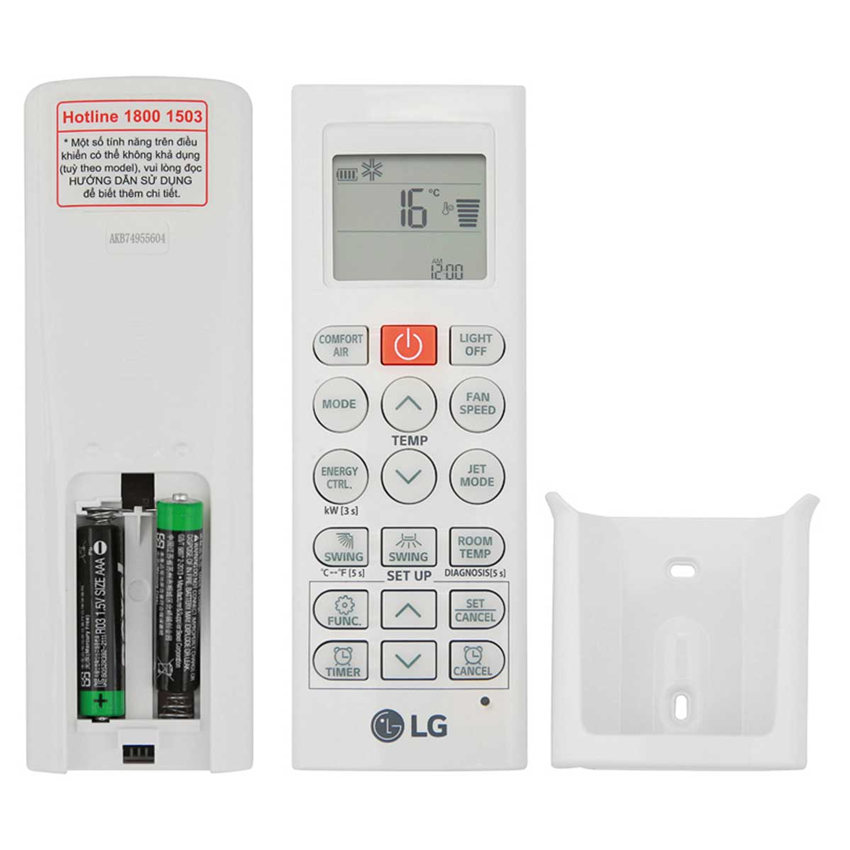 Hotline 1800 1503
* Một số tính năng trên điều
khiển có thể không khả dụng
(tuỳ theo model), vui lòng đọc
HƯỚNG DẪN SỬ DỤNG
để biết thêm chi tiết.
AKB74955604
R03 1.5V SIZE AAA
16 °C
AM
12:00
COMFORT
AIR
LIGHT
OFF
MODE
FAN
SPEED
TEMP
ENERGY
CTRL.
JET
MODE
kW [3 s]
SWING
SWING
ROOM
TEMP
°C↔°F [5 s]
SET UP
DIAGNOSIS[5 s]
FUNC.
SET
CANCEL
TIMER
CANCEL
LG